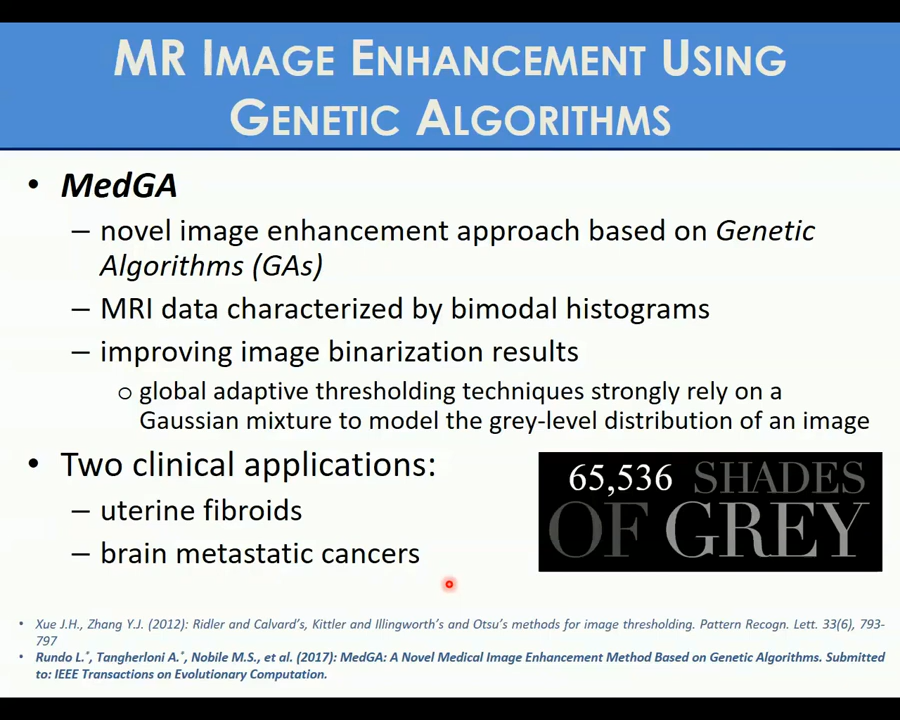 MR IMAGE ENHANCEMENT USING
GENETIC ALGORITHMS
• MedGA
– novel image enhancement approach based on Genetic
Algorithms (GAs)
– MRI data characterized by bimodal histograms
– improving image binarization results
o global adaptive thresholding techniques strongly rely on a
Gaussian mixture to model the grey-level distribution of an image
• Two clinical applications:
– uterine fibroids
– brain metastatic cancers
65,536 SHADES
OF GREY
• Xue J.H., Zhang Y.J. (2012): Ridler and Calvard’s, Kittler and Illingworth’s and Otsu’s methods for image thresholding. Pattern Recogn. Lett. 33(6), 793-
797
• Rundo L.*, Tangherloni A.*, Nobile M.S., et al. (2017): MedGA: A Novel Medical Image Enhancement Method Based on Genetic Algorithms. Submitted
to: IEEE Transactions on Evolutionary Computation.